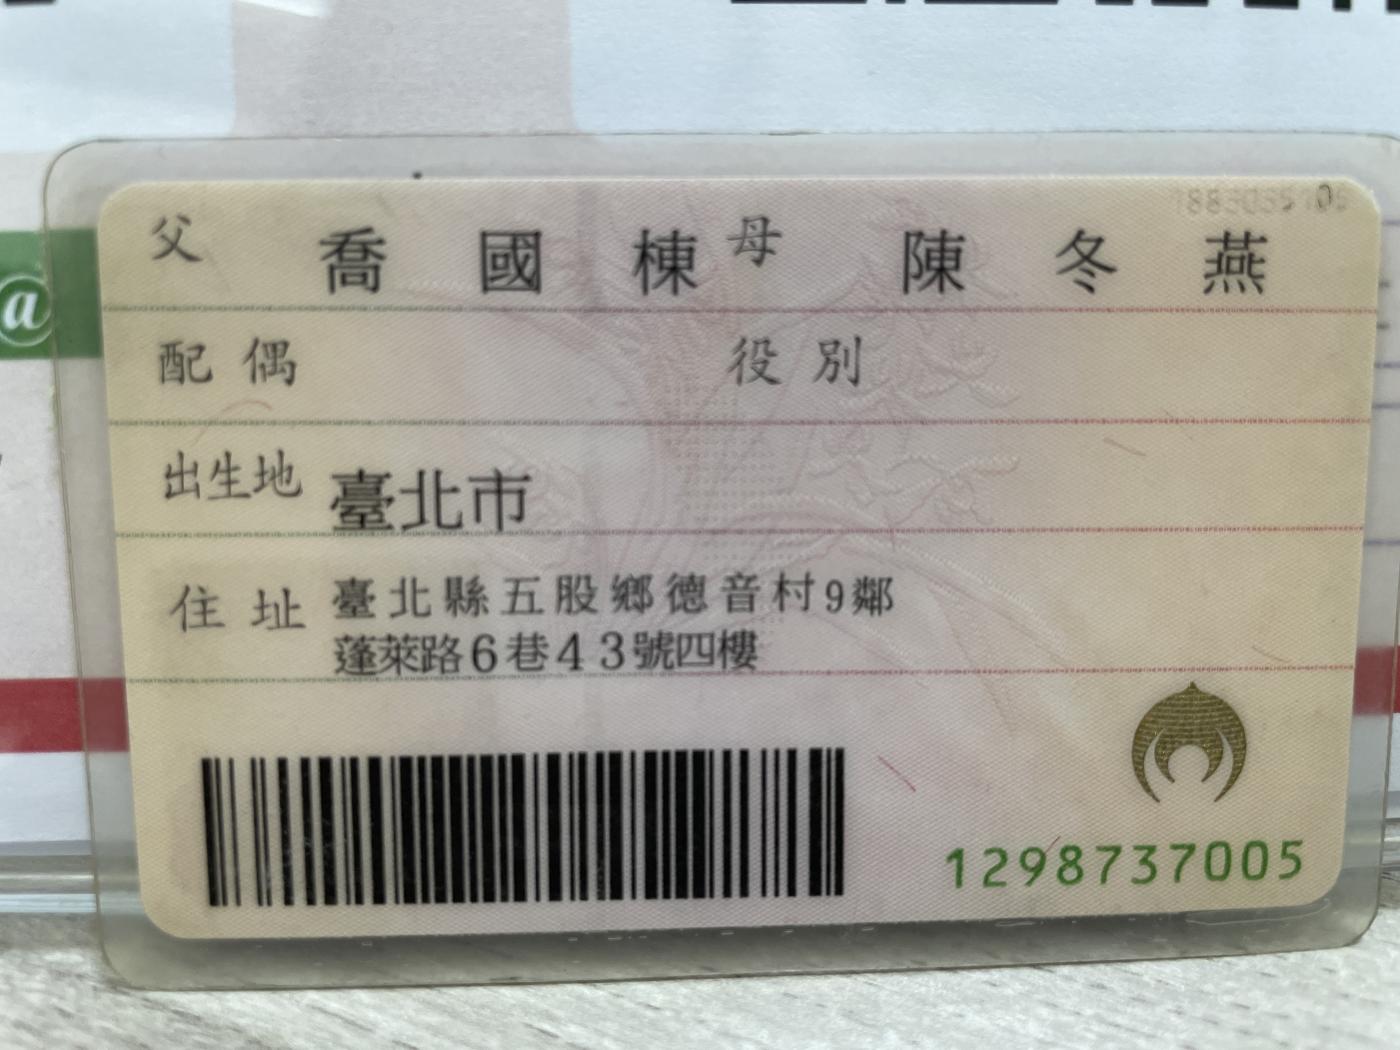 父 喬國棟 母 陳冬燕
配偶 役別
出生地 臺北市
住址 臺北縣五股鄉德音村9鄰
蓬萊路6巷43號四樓
1298737005
@